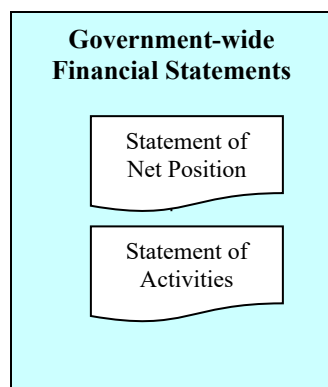 Government-wide
Financial Statements
Statement of
Net Position
Statement of
Activities